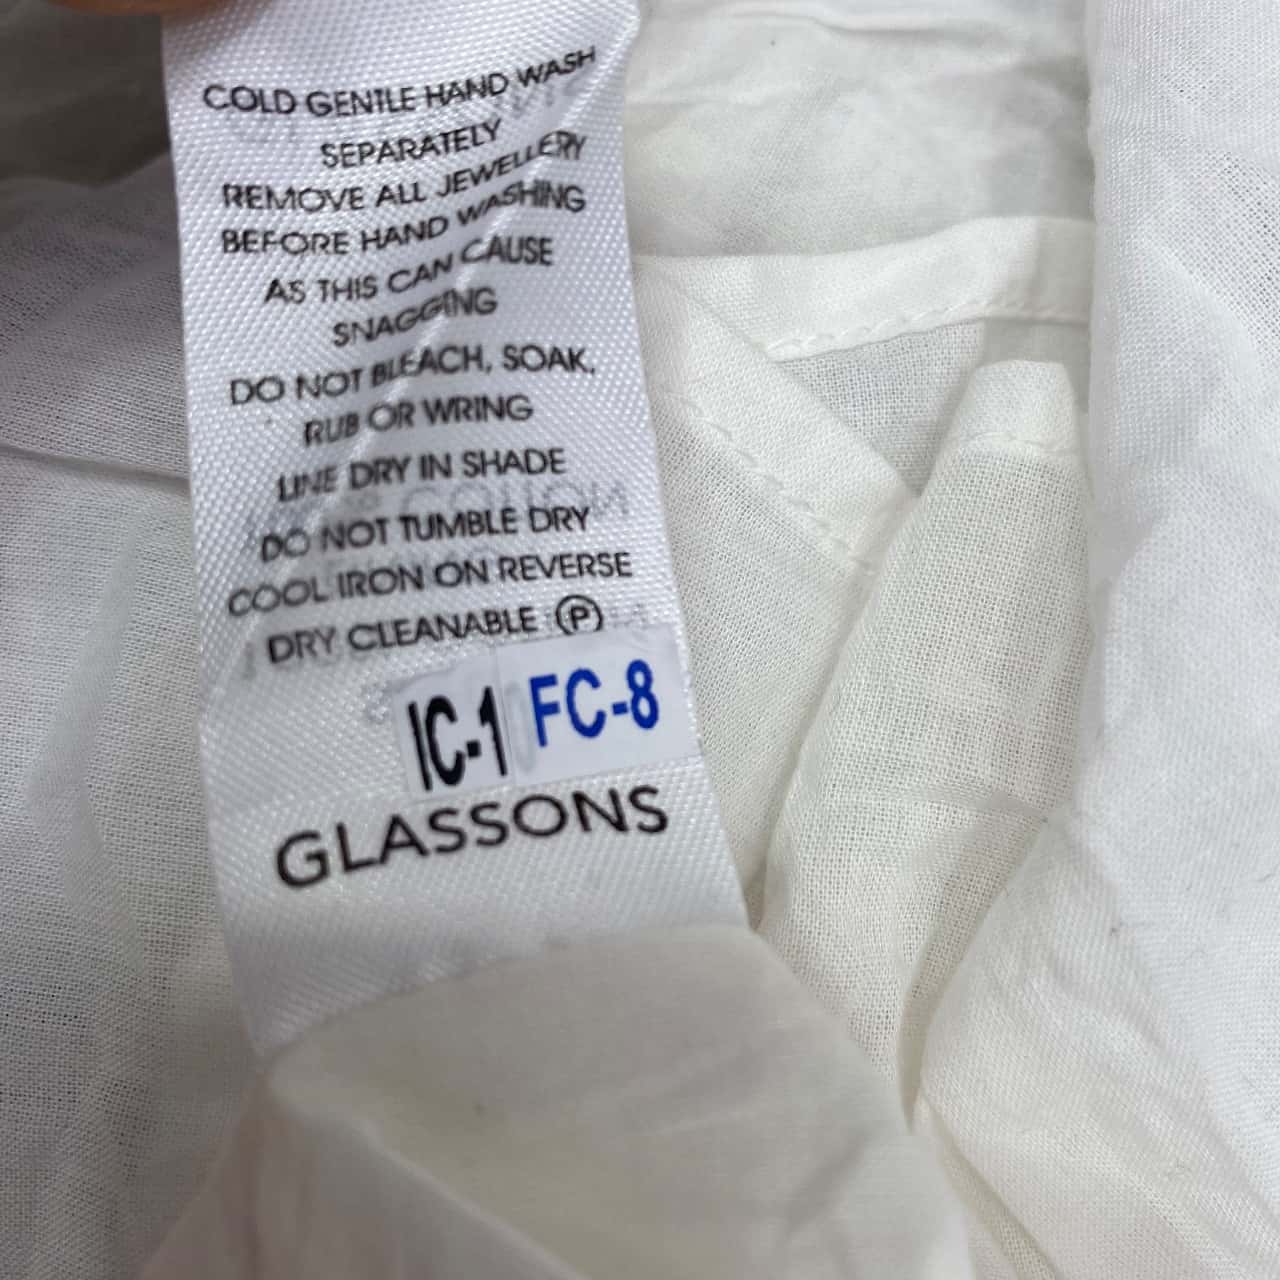 COLD GENTLE HAND WASH
SEPARATELY
REMOVE ALL JEWELLERY
BEFORE HAND WASHING
AS THIS CAN CAUSE
SNAGGING
DO NOT BLEACH, SOAK,
RUB OR WRING
LINE DRY IN SHADE
DO NOT TUMBLE DRY
COOL IRON ON REVERSE
DRY CLEANABLE Ⓟ
IC-10 FC-8
GLASSONS